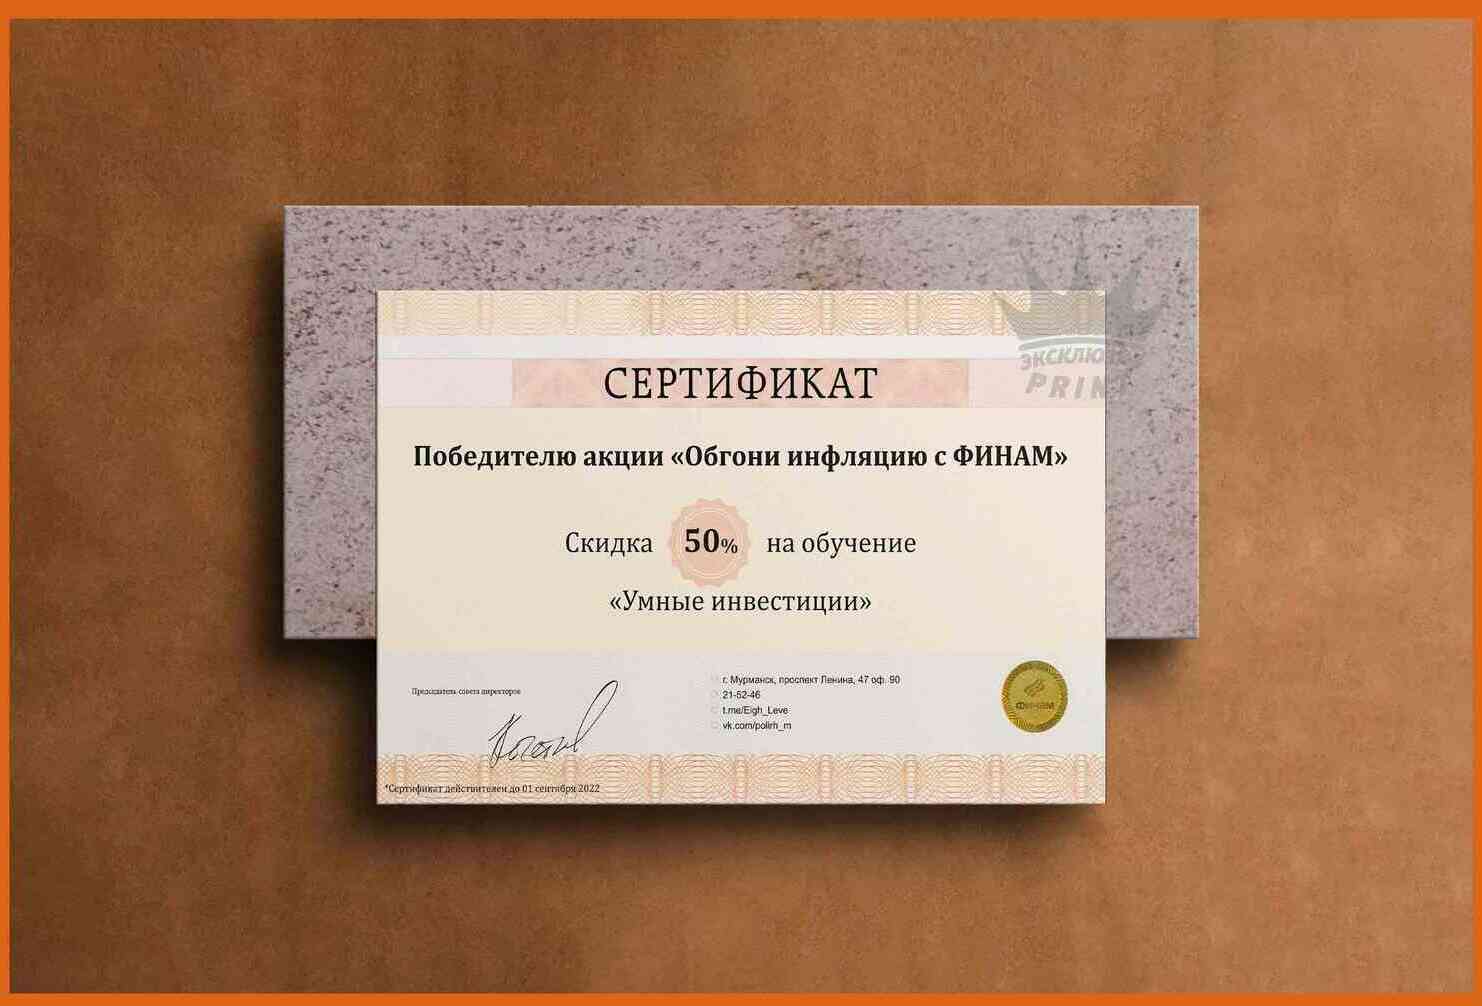 ЭКСКЛЮ
PRIN
СЕРТИФИКАТ
Победителю акции «Обгони инфляцию с ФИНАМ»
Скидка 50% на обучение
«Умные инвестиции»
Председатель совета директоров
г. Мурманск, проспект Ленина, 47 оф. 90
21-52-46
t.me/Eigh_Leve
vk.com/polirh_m
ФИНАМ
*Сертификат действителен до 01 сентября 2022